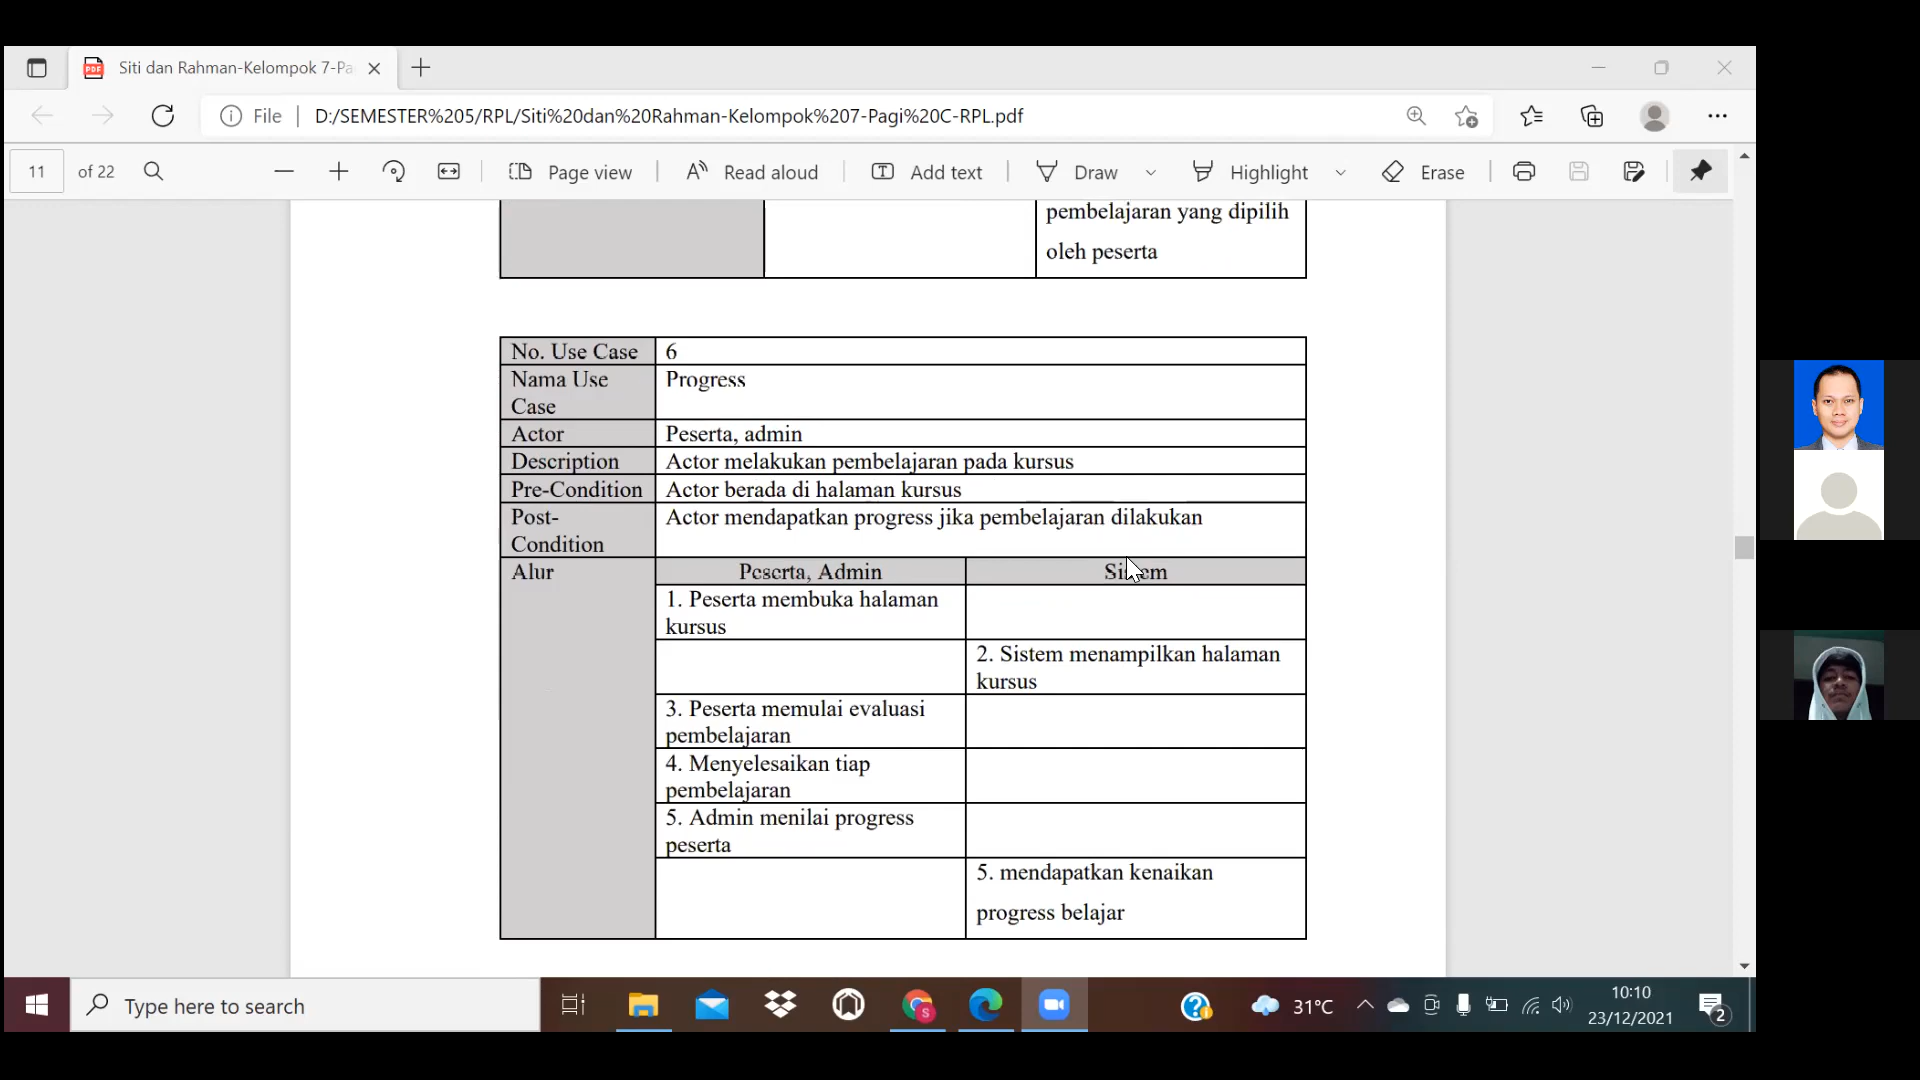 Siti dan Rahman-Kelompok 7-Pa
File
D:/SEMESTER%205/RPL/Siti%20dan%20Rahman-Kelompok%207-Pagi%20C-RPL.pdf
11 of 22
Page view
Read aloud
Add text
Draw
Highlight
Erase
pembelajaran yang dipilih
oleh peserta
No. Use Case 6
Nama Use Progress
Case
Actor Peserta, admin
Description Actor melakukan pembelajaran pada kursus
Pre-Condition Actor berada di halaman kursus
Post- Actor mendapatkan progress jika pembelajaran dilakukan
Condition
Alur Peserta, Admin Sistem
1. Peserta membuka halaman
kursus
2. Sistem menampilkan halaman
kursus
3. Peserta memulai evaluasi
pembelajaran
4. Menyelesaikan tiap
pembelajaran
5. Admin menilai progress
peserta
5. mendapatkan kenaikan
progress belajar
Type here to search
31°C
10:10
23/12/2021
2